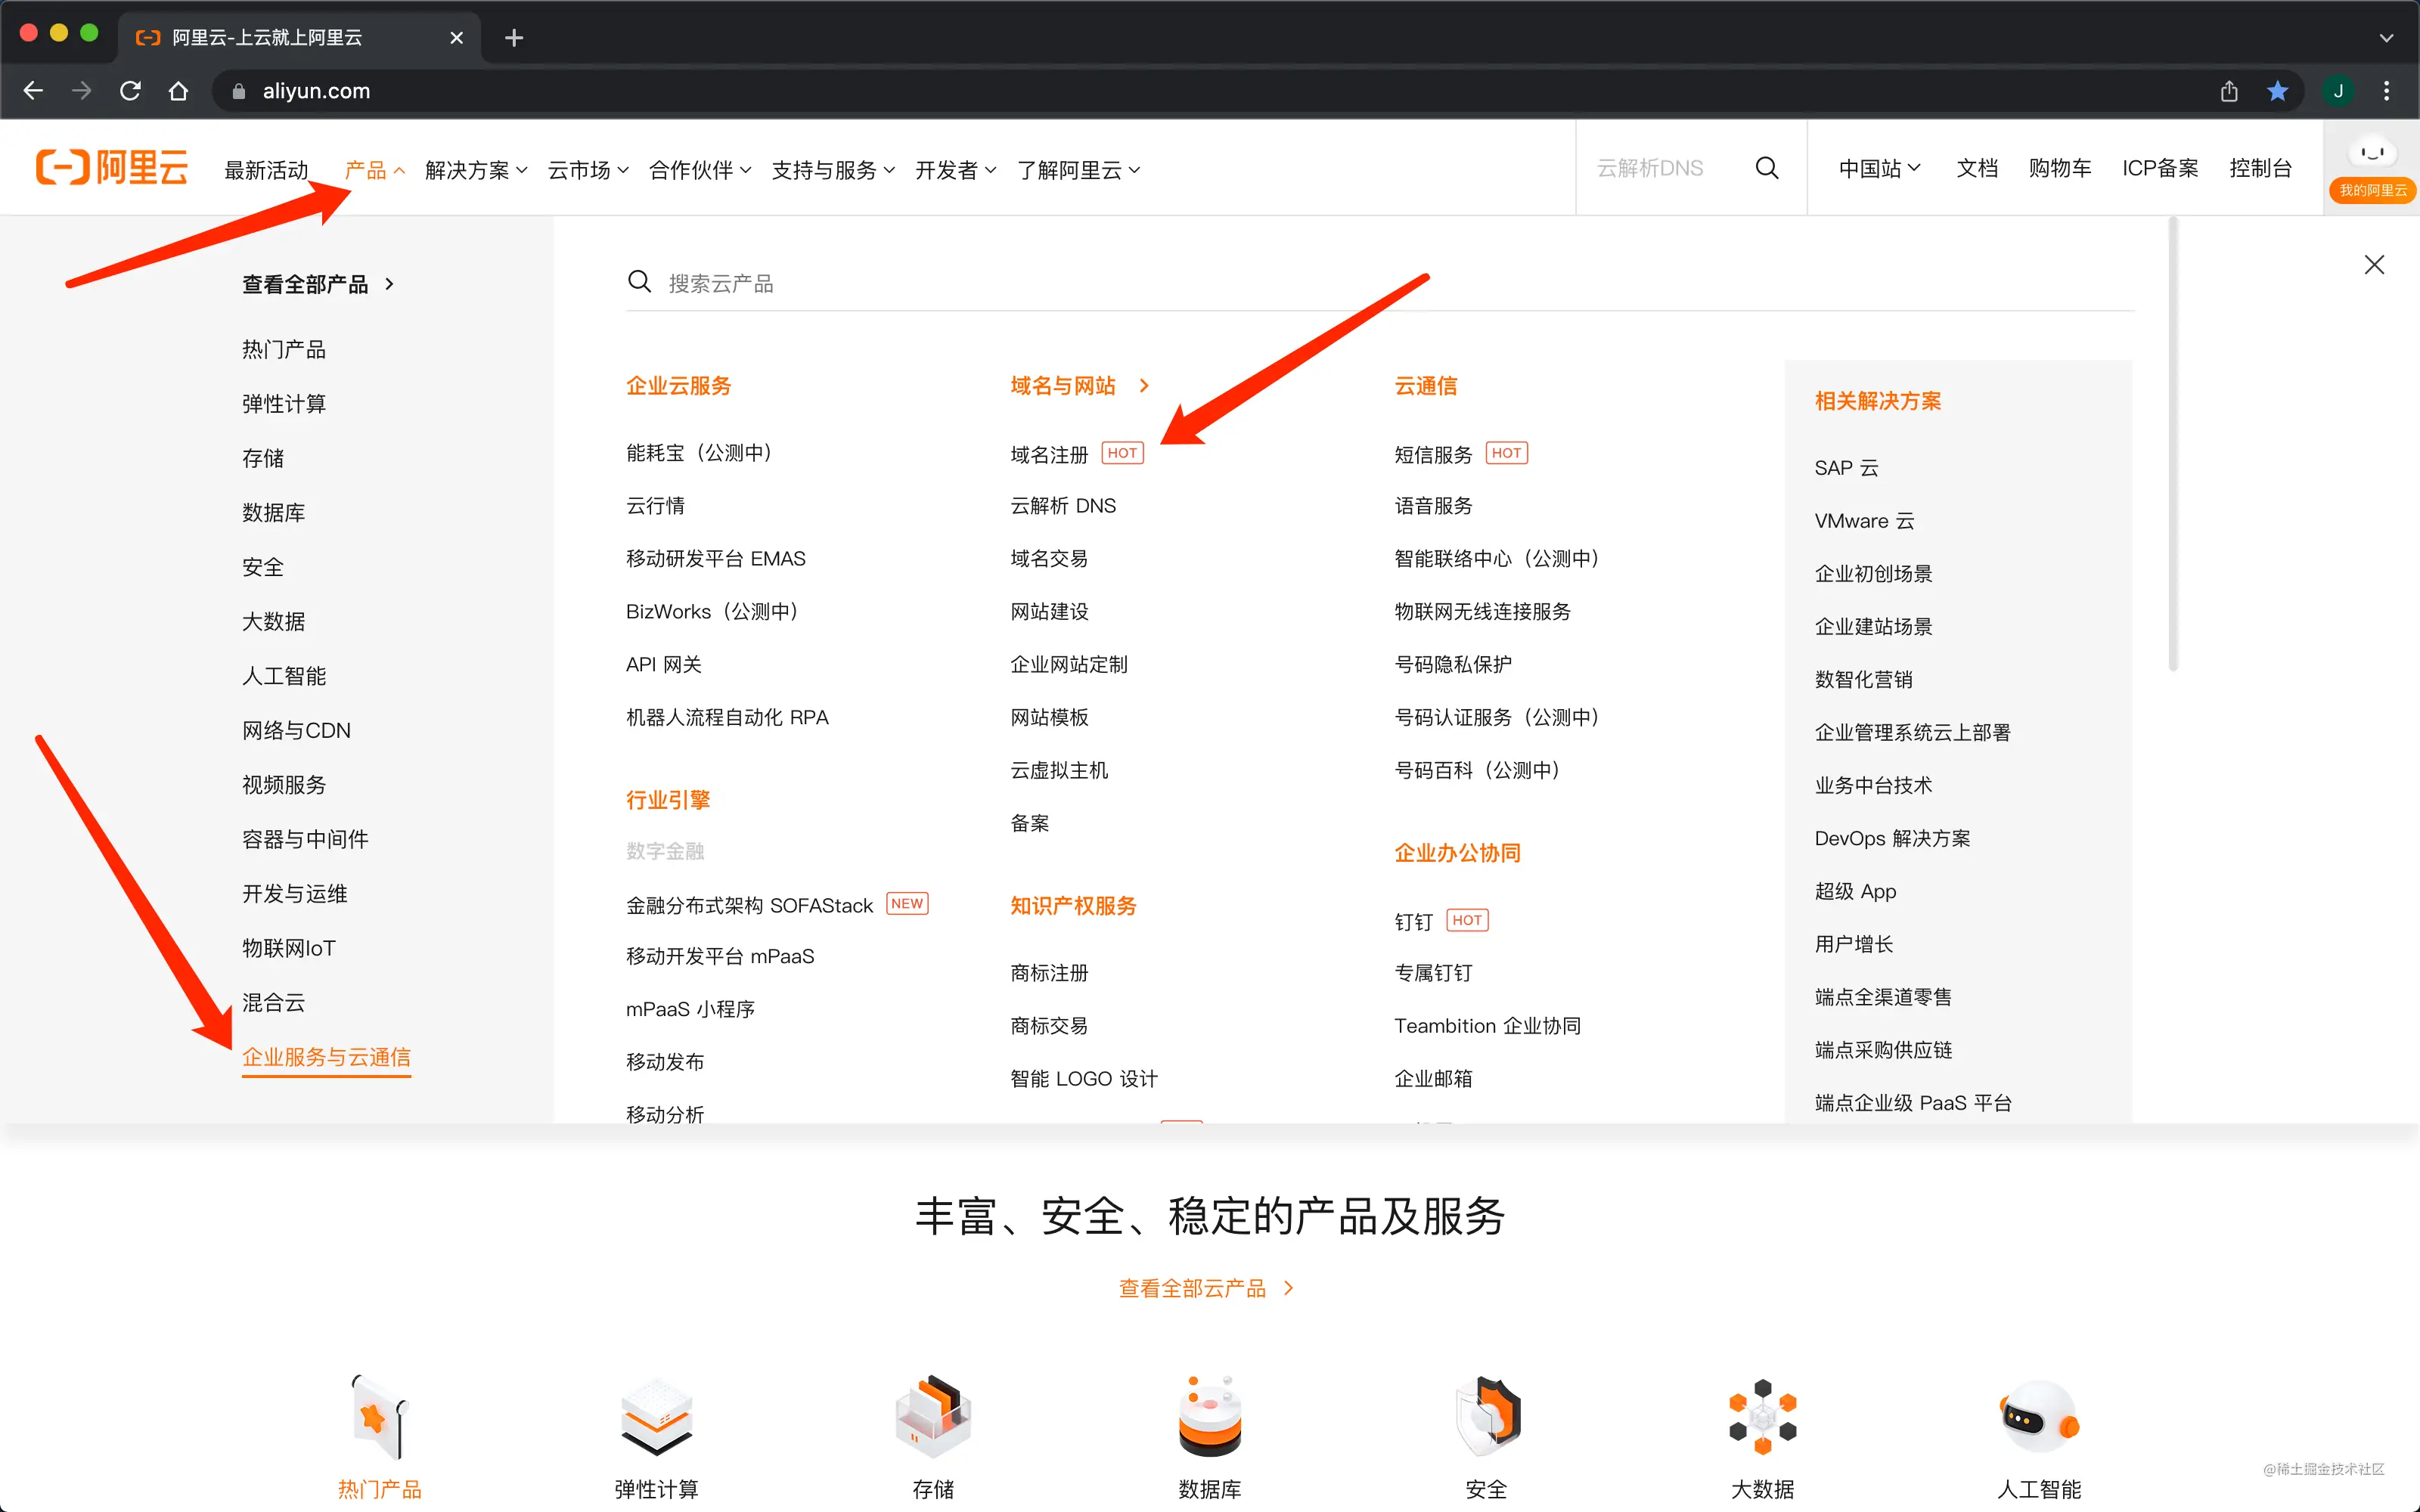 阿里云-上云就上阿里云
aliyun.com
J
阿里云
最新活动 产品 解决方案 云市场 合作伙伴 支持与服务 开发者 了解阿里云
云解析DNS
中国站 文档 购物车 ICP备案 控制台
我的阿里云
查看全部产品
热门产品
弹性计算
存储
数据库
安全
大数据
人工智能
网络与CDN
视频服务
容器与中间件
开发与运维
物联网IoT
混合云
企业服务与云通信
搜索云产品
企业云服务
能耗宝（公测中）
云行情
移动研发平台 EMAS
BizWorks（公测中）
API 网关
机器人流程自动化 RPA
行业引擎
数字金融
金融分布式架构 SOFAStack NEW
移动开发平台 mPaaS
mPaaS 小程序
移动发布
移动分析
域名与网站
域名注册 HOT
云解析 DNS
域名交易
网站建设
企业网站定制
网站模板
云虚拟主机
备案
知识产权服务
商标注册
商标交易
智能 LOGO 设计
云通信
短信服务 HOT
语音服务
智能联络中心（公测中）
物联网无线连接服务
号码隐私保护
号码认证服务（公测中）
号码百科（公测中）
企业办公协同
钉钉 HOT
专属钉钉
Teambition 企业协同
企业邮箱
相关解决方案
SAP 云
VMware 云
企业初创场景
企业建站场景
数智化营销
企业管理系统云上部署
业务中台技术
DevOps 解决方案
超级 App
用户增长
端点全渠道零售
端点采购供应链
端点企业级 PaaS 平台
丰富、安全、稳定的产品及服务
查看全部云产品
热门产品 弹性计算 存储 数据库 安全 大数据 人工智能
@稀土掘金技术社区